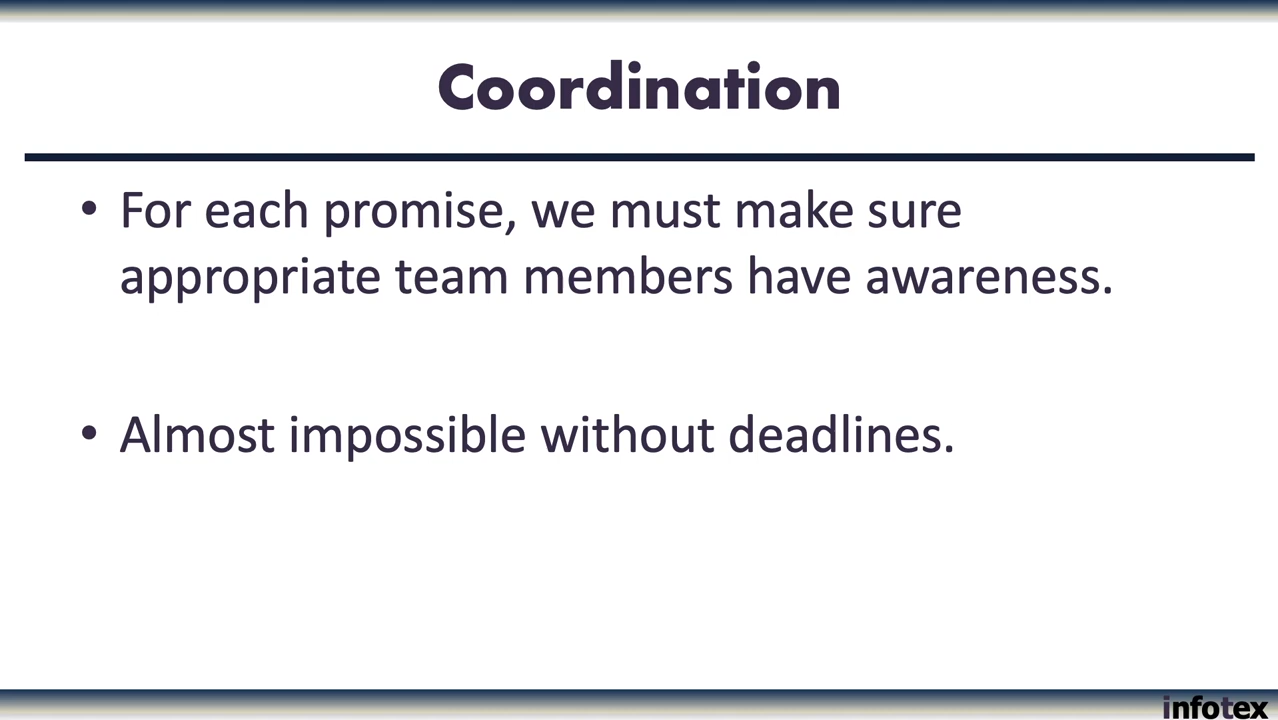 Coordination
• For each promise, we must make sure
appropriate team members have awareness.
• Almost impossible without deadlines.
infotex